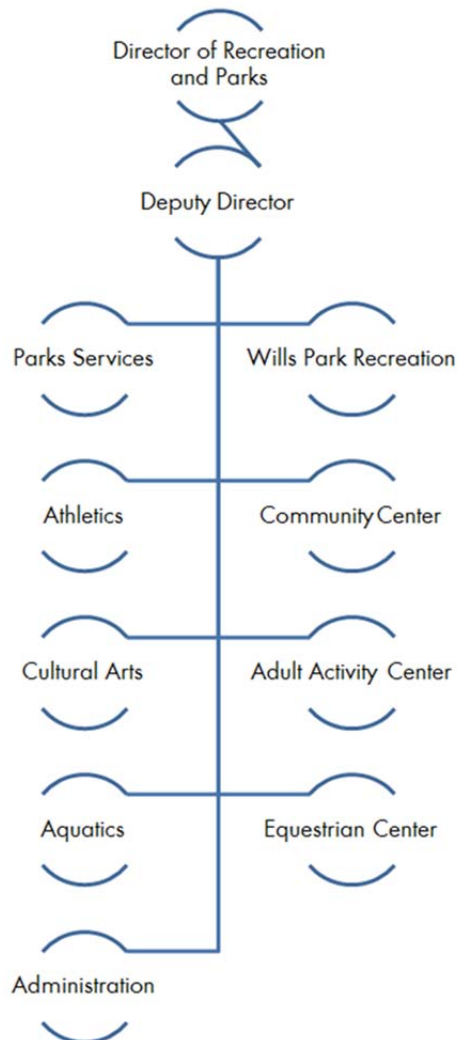 Director of Recreation
and Parks
Deputy Director
Parks Services
Wills Park Recreation
Athletics
Community Center
Cultural Arts
Adult Activity Center
Aquatics
Equestrian Center
Administration